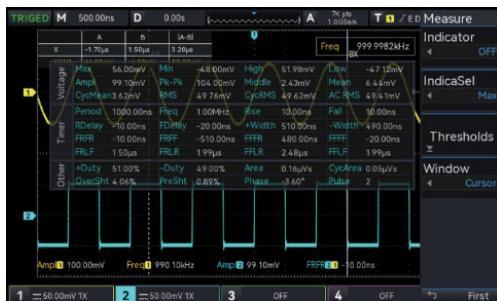 TRIGED M 500.00ns D 0.00s A 7K pts 1.0GSa/s T 1 Measure
A B |A-B|
X -1.70μs 1.50μs 3.20μs
Freq 999.9982kHz
BX
Indicator
OFF
Voltage
Max 56.00mV Min -48.00mV High 51.98mV Low -47.12mV
Ampl 99.10mV Pk-Pk 104.00mV Middle 2.43mV Mean 6.44mV
CycMean 3.62mV RMS 49.76mV CycRMS 49.62mV AC RMS 49.41mV
IndicaSel
Max
Timer
Period 1000.00ns Freq 1.00MHz Rise 10.00ns Fall 10.00ns
RDelay -10.00ns FDelay -20.00ns +Width 510.00ns -Width 490.00ns
FRFR -10.00ns FRFF -510.00ns FFFR 480.00ns FFFF -20.00ns
FRLF 1.50μs FRLR 1.99μs FFLR 2.48μs FFLF 1.99μs
Thresholds
Other
+Duty 51.00% -Duty 49.00% Area 0.16μVs CycArea 0.05μVs
OverSht 4.06% PreSht 0.89% Phase -3.60° Pulse 2
Window
Cursor
1
2
Ampl 1 100.00mV Freq 1 990.10kHz Ampl 2 99.10mV FRFR 2 1 -10.00ns
1 50.00mV 1X 2 50.00mV 1X 3 OFF 4 OFF First